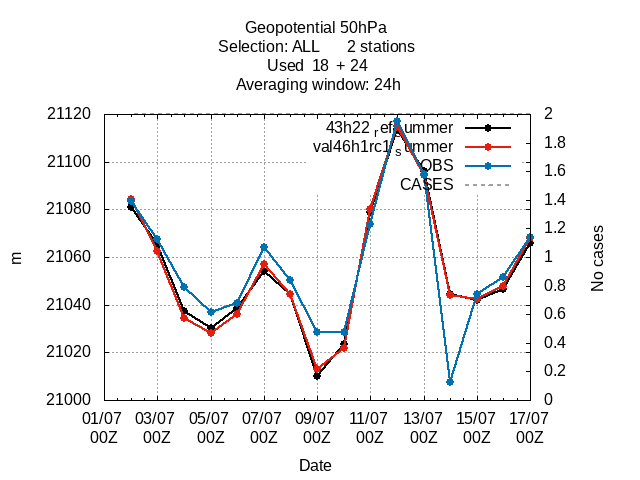 Geopotential 50hPa
Selection: ALL 2 stations
Used 18 + 24
Averaging window: 24h
21120
21100
21080
21060
21040
21020
21000
m
43h22_ref_summer
val46h1rc1_summer
OBS
CASES
2
1.8
1.6
1.4
1.2
1
0.8
0.6
0.4
0.2
0
No cases
01/07 03/07 05/07 07/07 09/07 11/07 13/07 15/07 17/07
00Z 00Z 00Z 00Z 00Z 00Z 00Z 00Z 00Z
Date